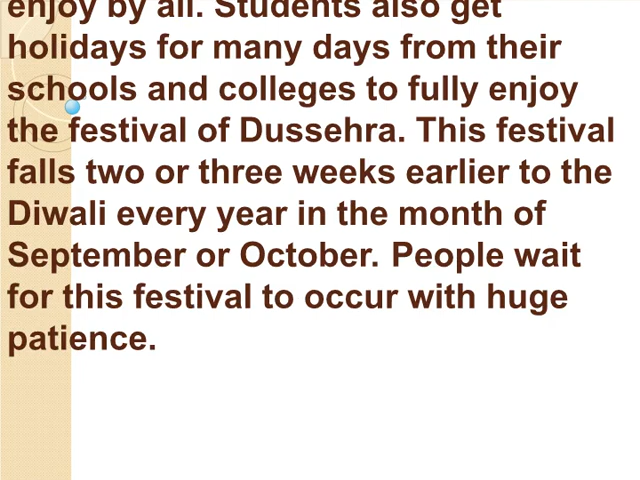 enjoy by all. Students also get
holidays for many days from their
schools and colleges to fully enjoy
the festival of Dussehra. This festival
falls two or three weeks earlier to the
Diwali every year in the month of
September or October. People wait
for this festival to occur with huge
patience.